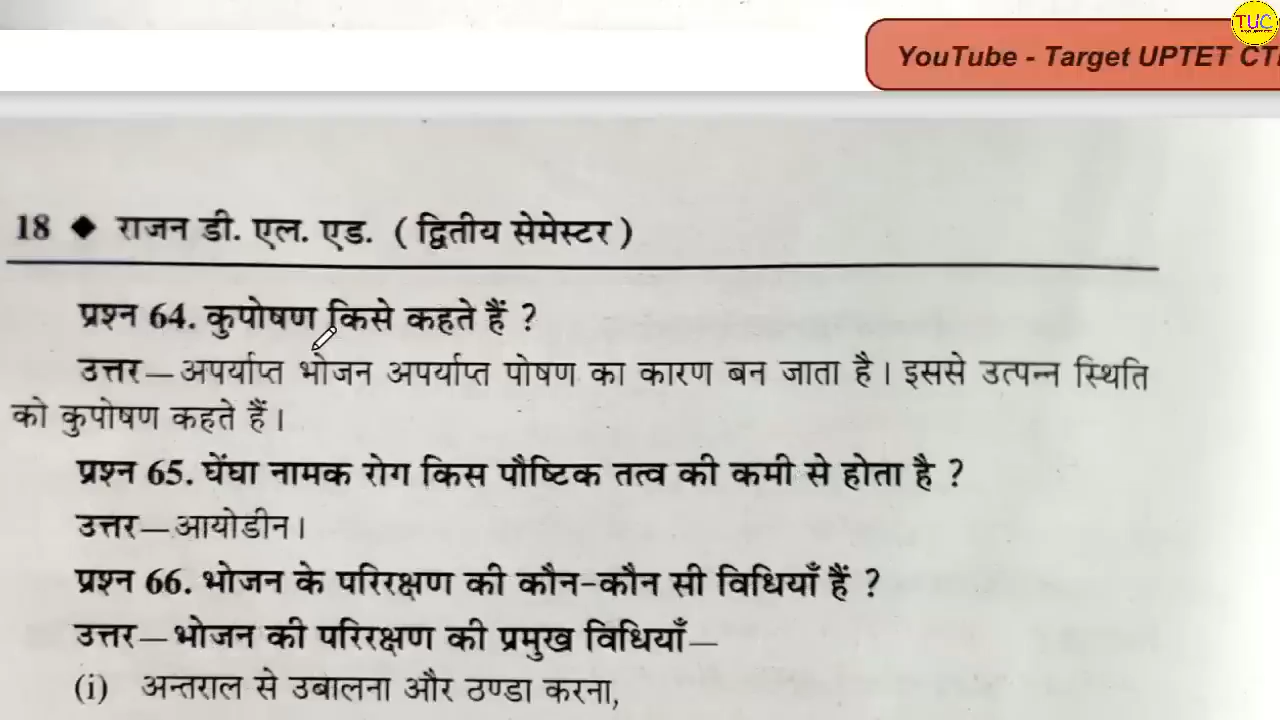 TUC
YouTube - Target UPTET
18 ◆ राजन डी. एल. एड. ( द्वितीय सेमेस्टर )
प्रश्न 64. कुपोषण किसे कहते हैं ?
उत्तर—अपर्याप्त भोजन अपर्याप्त पोषण का कारण बन जाता है। इससे उत्पन्न स्थिति
को कुपोषण कहते हैं।
प्रश्न 65. घेंघा नामक रोग किस पौष्टिक तत्व की कमी से होता है ?
उत्तर—आयोडीन।
प्रश्न 66. भोजन के परिरक्षण की कौन-कौन सी विधियाँ हैं ?
उत्तर—भोजन की परिरक्षण की प्रमुख विधियाँ—
(i) अन्तराल से उबालना और ठण्डा करना,